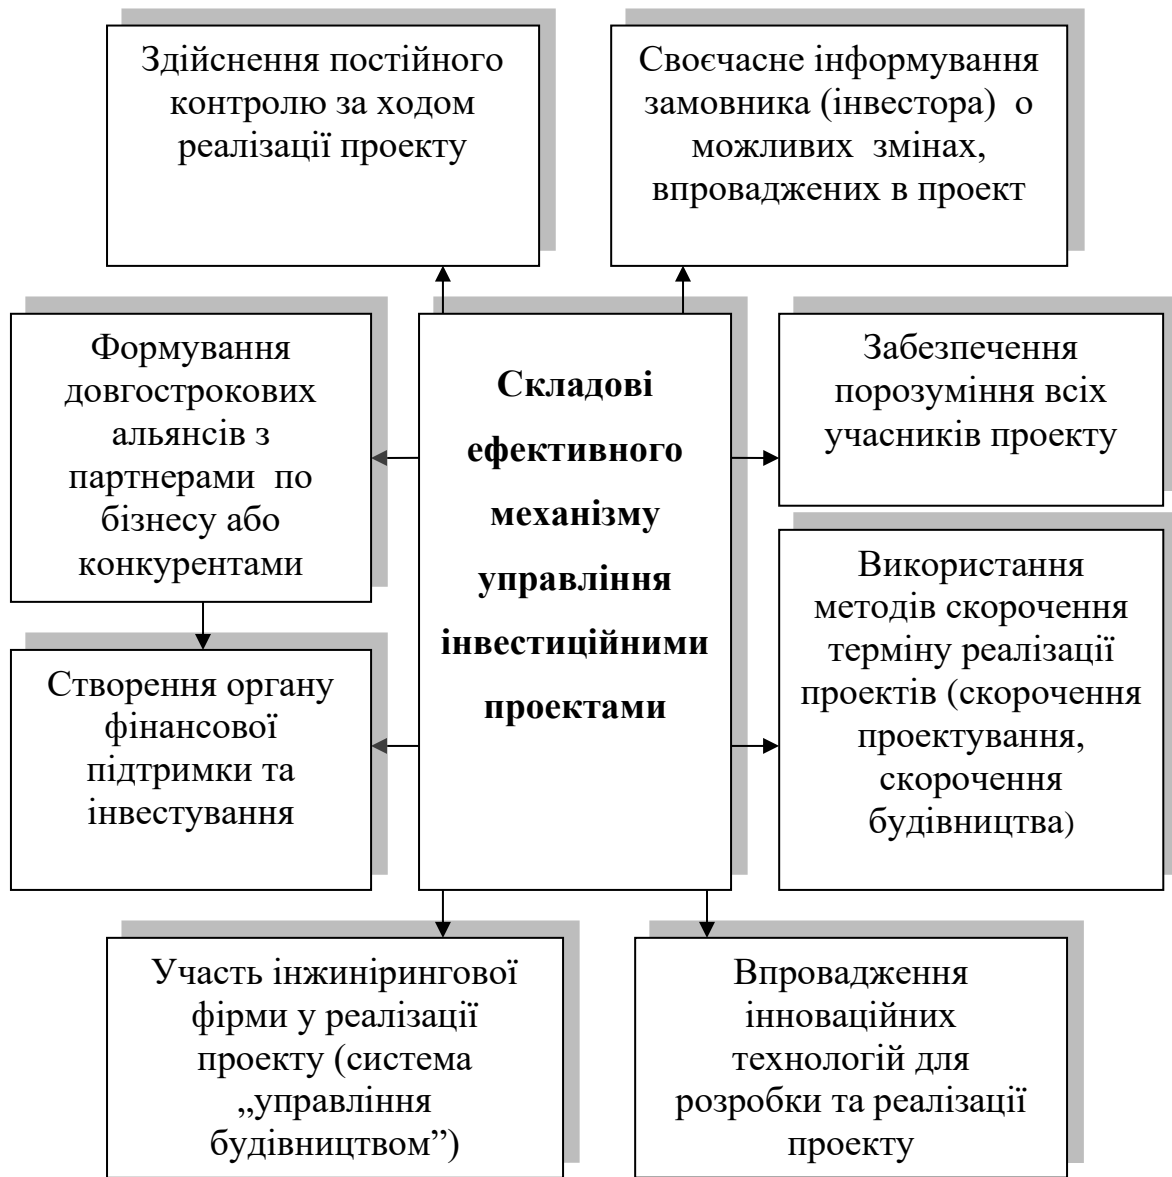 Здійснення постійного
контролю за ходом
реалізації проекту
Своєчасне інформування
замовника (інвестора) о
можливих змінах,
впроваджених в проект
Формування
довгострокових
альянсів з
партнерами по
бізнесу або
конкурентами
Складові
ефективного
механізму
управління
інвестиційними
проектами
Забезпечення
порозуміння всіх
учасників проекту
Використання
методів скорочення
терміну реалізації
проектів (скорочення
проектування,
скорочення
будівництва)
Створення органу
фінансової
підтримки та
інвестування
Участь інжинірингової
фірми у реалізації
проекту (система
„управління
будівництвом”)
Впровадження
інноваційних
технологій для
розробки та реалізації
проекту